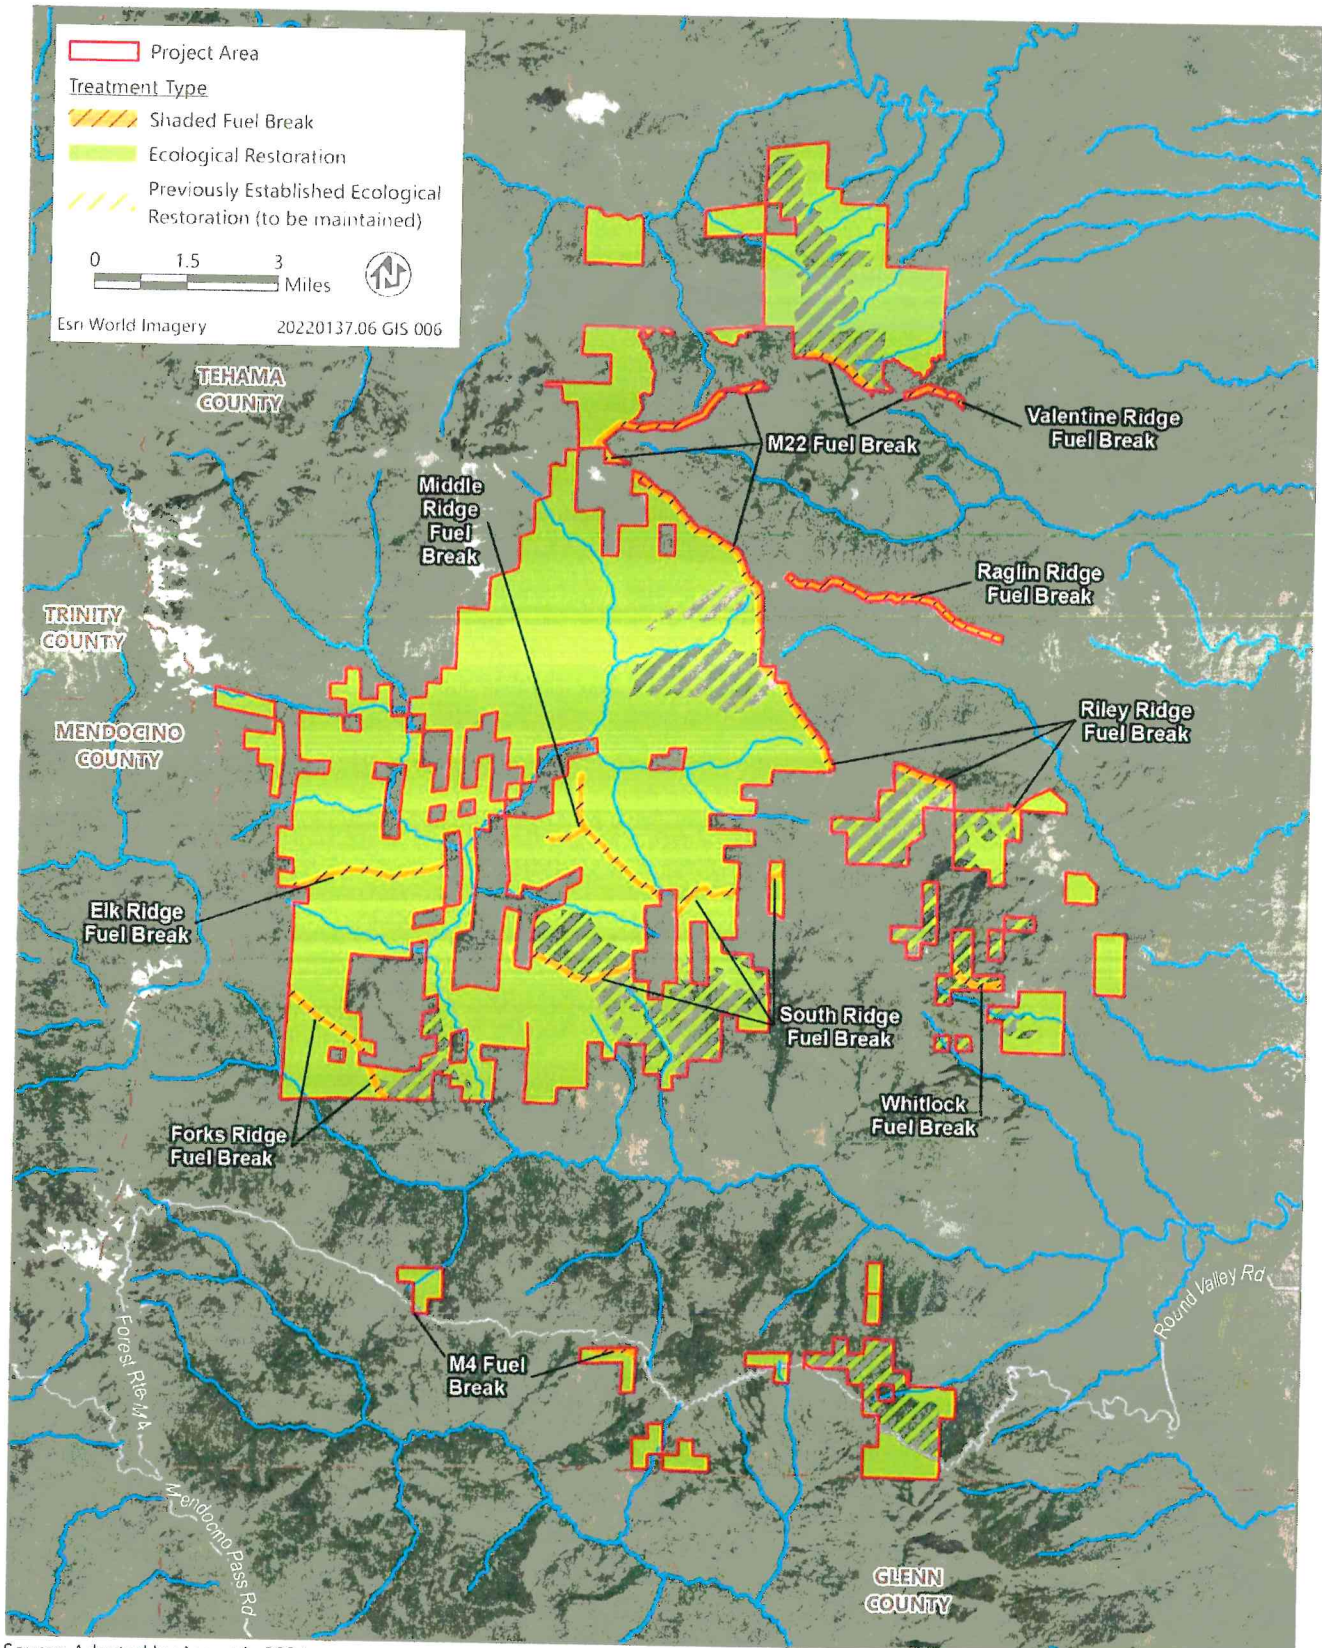 Project Area
Treatment Type
Shaded Fuel Break
Ecological Restoration
Previously Established Ecological
Restoration (to be maintained)
0 1.5 3
Miles
N
Esri World Imagery 20220137.06 GIS 006
TEHAMA
COUNTY
Valentine Ridge
Fuel Break
M22 Fuel Break
Middle
Ridge
Fuel
Break
Raglin Ridge
Fuel Break
TRINITY
COUNTY
MENDOCINO
COUNTY
Riley Ridge
Fuel Break
Elk Ridge
Fuel Break
South Ridge
Fuel Break
Whitlock
Fuel Break
Forks Ridge
Fuel Break
Round Valley Rd
Forest Rte M4
M4 Fuel
Break
Mendocino Pass Rd
GLENN
COUNTY